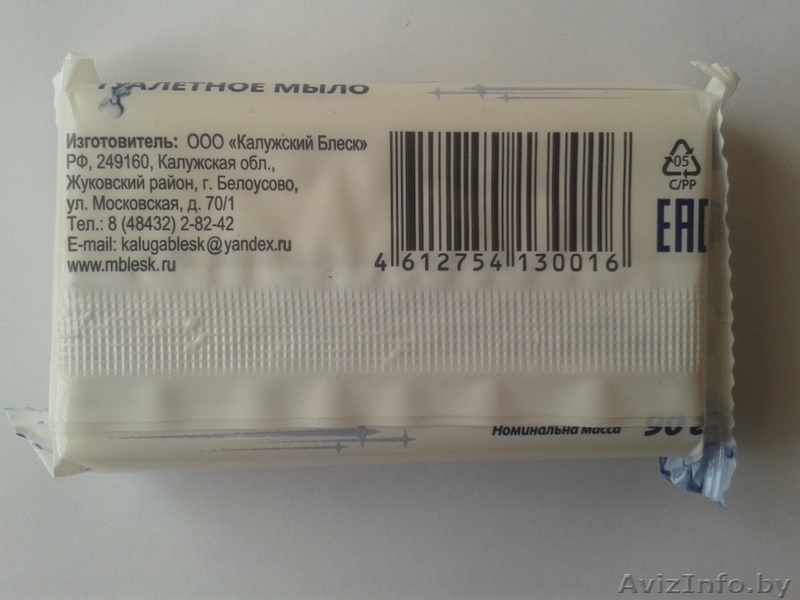 ТУАЛЕТНОЕ МЫЛО
Изготовитель: ООО «Калужский Блеск»
РФ, 249160, Калужская обл.,
Жуковский район, г. Белоусово,
ул. Московская, д. 70/1
Тел.: 8 (48432) 2-82-42
E-mail: kalugablesk@yandex.ru
www.mblesk.ru
4 612754 130016
05
C/PP
EAC
Номинальна масса 90 г
AvizInfo.by